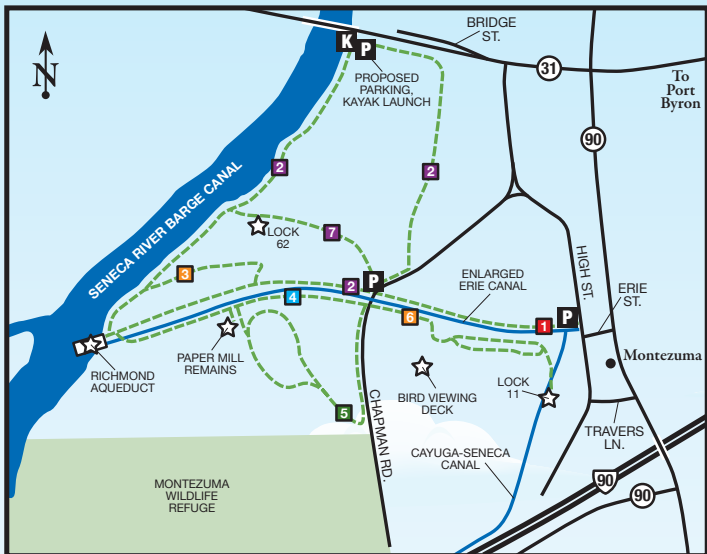 BRIDGE
ST.
K
P
31
N
PROPOSED
PARKING,
KAYAK LAUNCH
To
Port
Byron
90
SENECA RIVER BARGE CANAL
2
2
LOCK
62
7
3
2
P
ENLARGED
ERIE CANAL
HIGH ST.
ERIE
ST.
4
6
1
P
RICHMOND
AQUEDUCT
PAPER MILL
REMAINS
BIRD VIEWING
DECK
LOCK
11
Montezuma
5
CHAPMAN RD.
TRAVERS
LN.
CAYUGA-SENECA
CANAL
MONTEZUMA
WILDLIFE
REFUGE
90
90